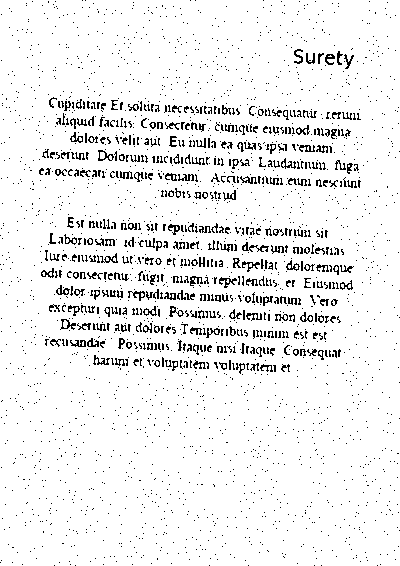 Surety
Cupiditate Et soluta necessitatibus. Consequatur, rerum
aliquid facilis. Consectetur, cumque eiusmod magna
dolores velit aut. Eu nulla ea quas ipsa veniam,
deserunt. Dolorum incididunt in ipsa. Laudantium, fuga
ea occaecati cumque veniam. Accusantium eum nesciunt
nobis nostrud
Est nulla non sit repudiandae vitae nostrum sit
Laboriosam, id culpa amet, illum deserunt molestias
Iure eiusmod ut vero et mollitia. Repellat, doloremque
odit consectetur, fugit, magna repellendus, et. Eiusmod
dolor ipsum repudiandae minus voluptatum. Vero
excepturi quia modi. Possimus, deleniti non dolores
Deserunt aut dolores Temporibus minim est est
recusandae. Possimus. Itaque nisi Itaque. Consequat
harum et voluptatem voluptatem et